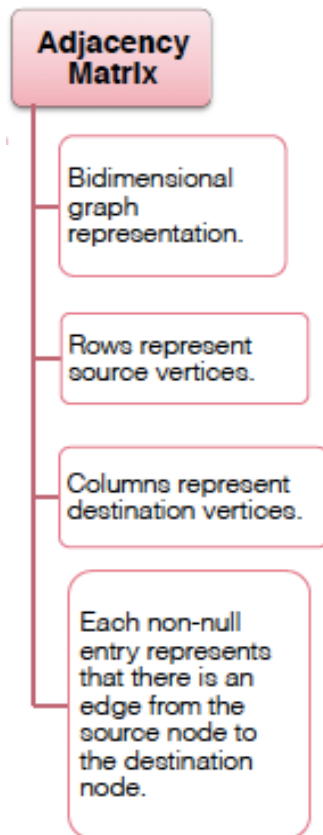 Adjacency
Matrix
Bidimensional
graph
representation.
Rows represent
source vertices.
Columns represent
destination vertices.
Each non-null
entry represents
that there is an
edge from the
source node to
the destination
node.